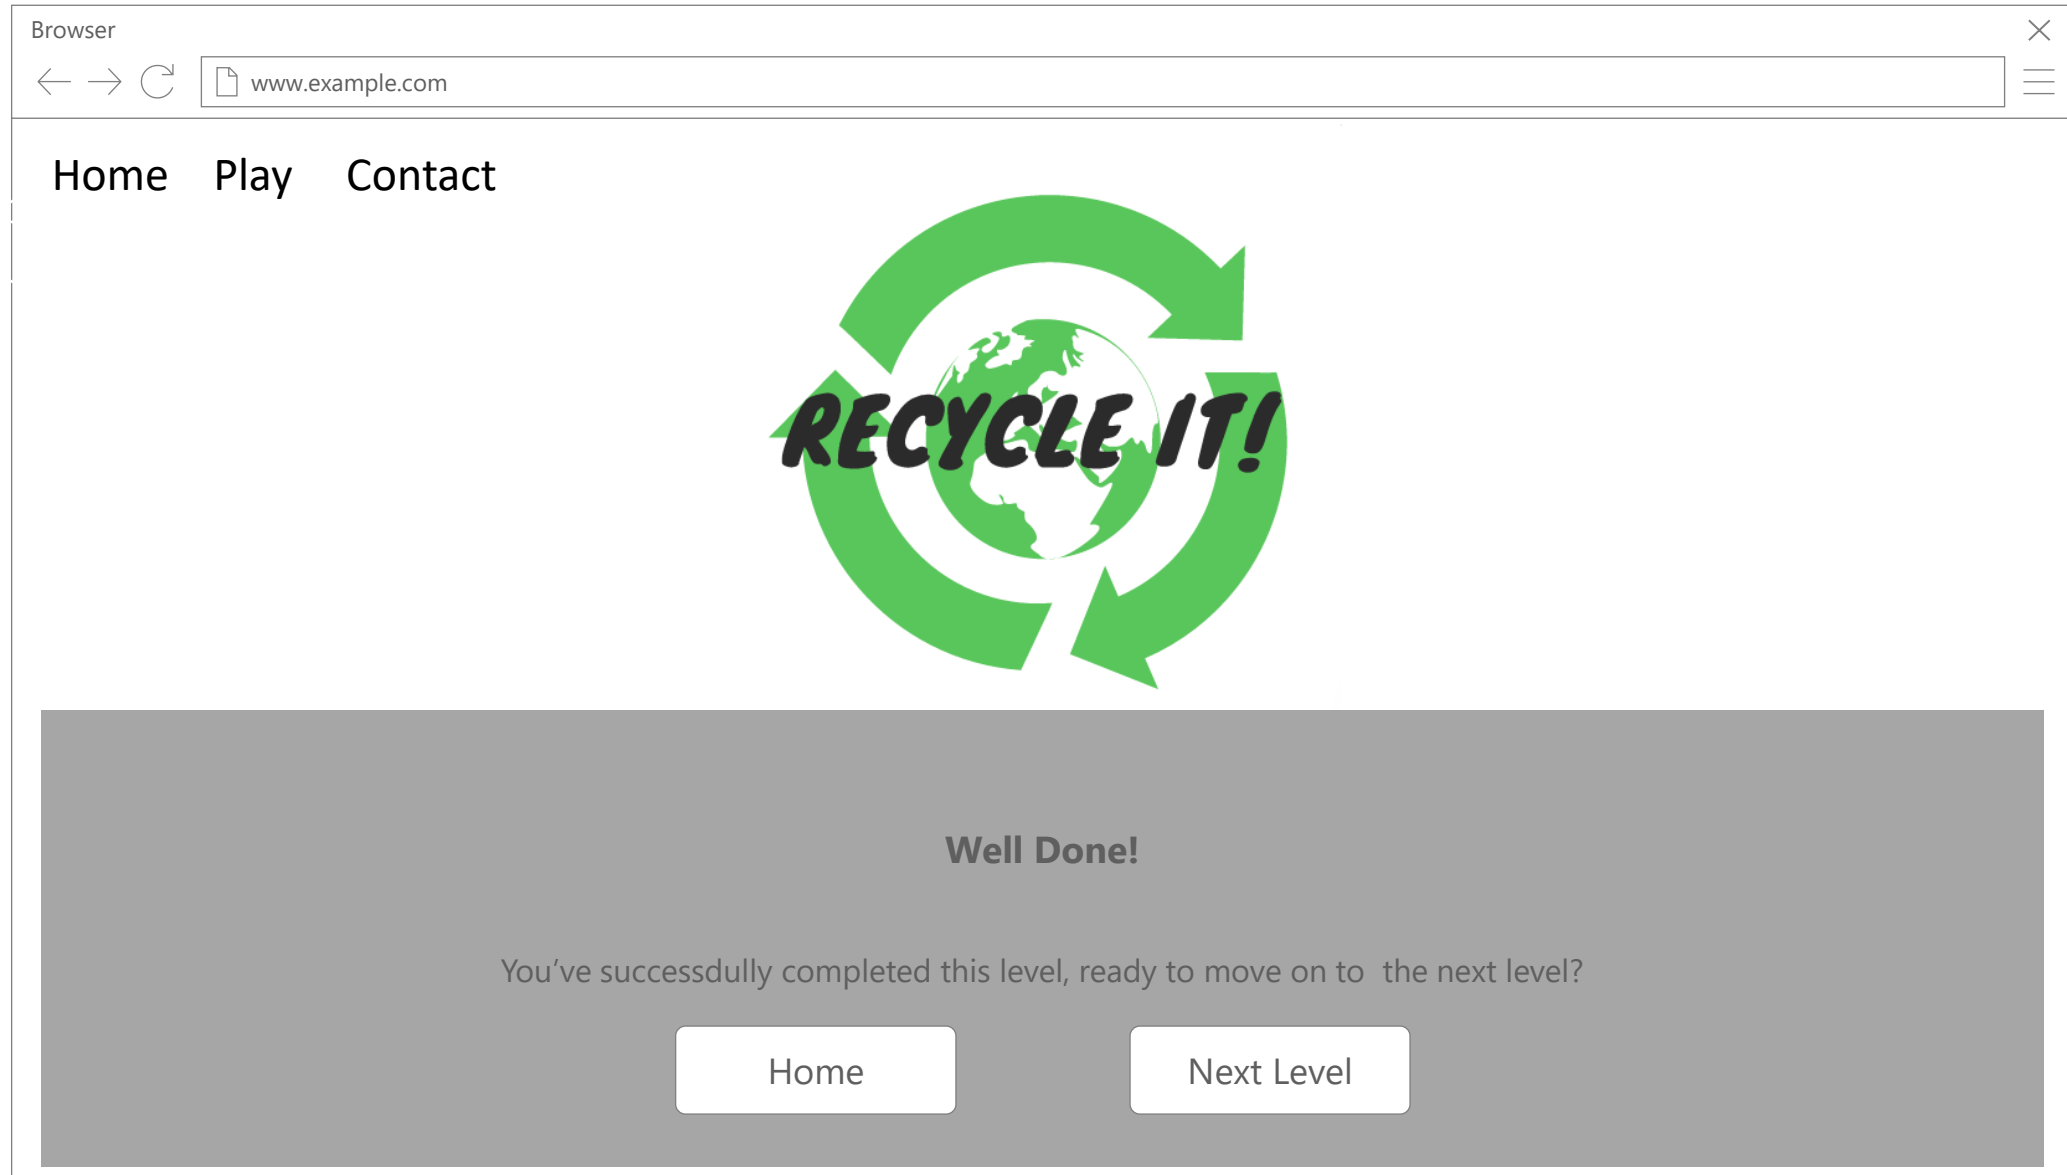 Browser
www.example.com
Home Play Contact
RECYCLE IT!
Well Done!
You’ve successdully completed this level, ready to move on to  the next level?
Home Next Level